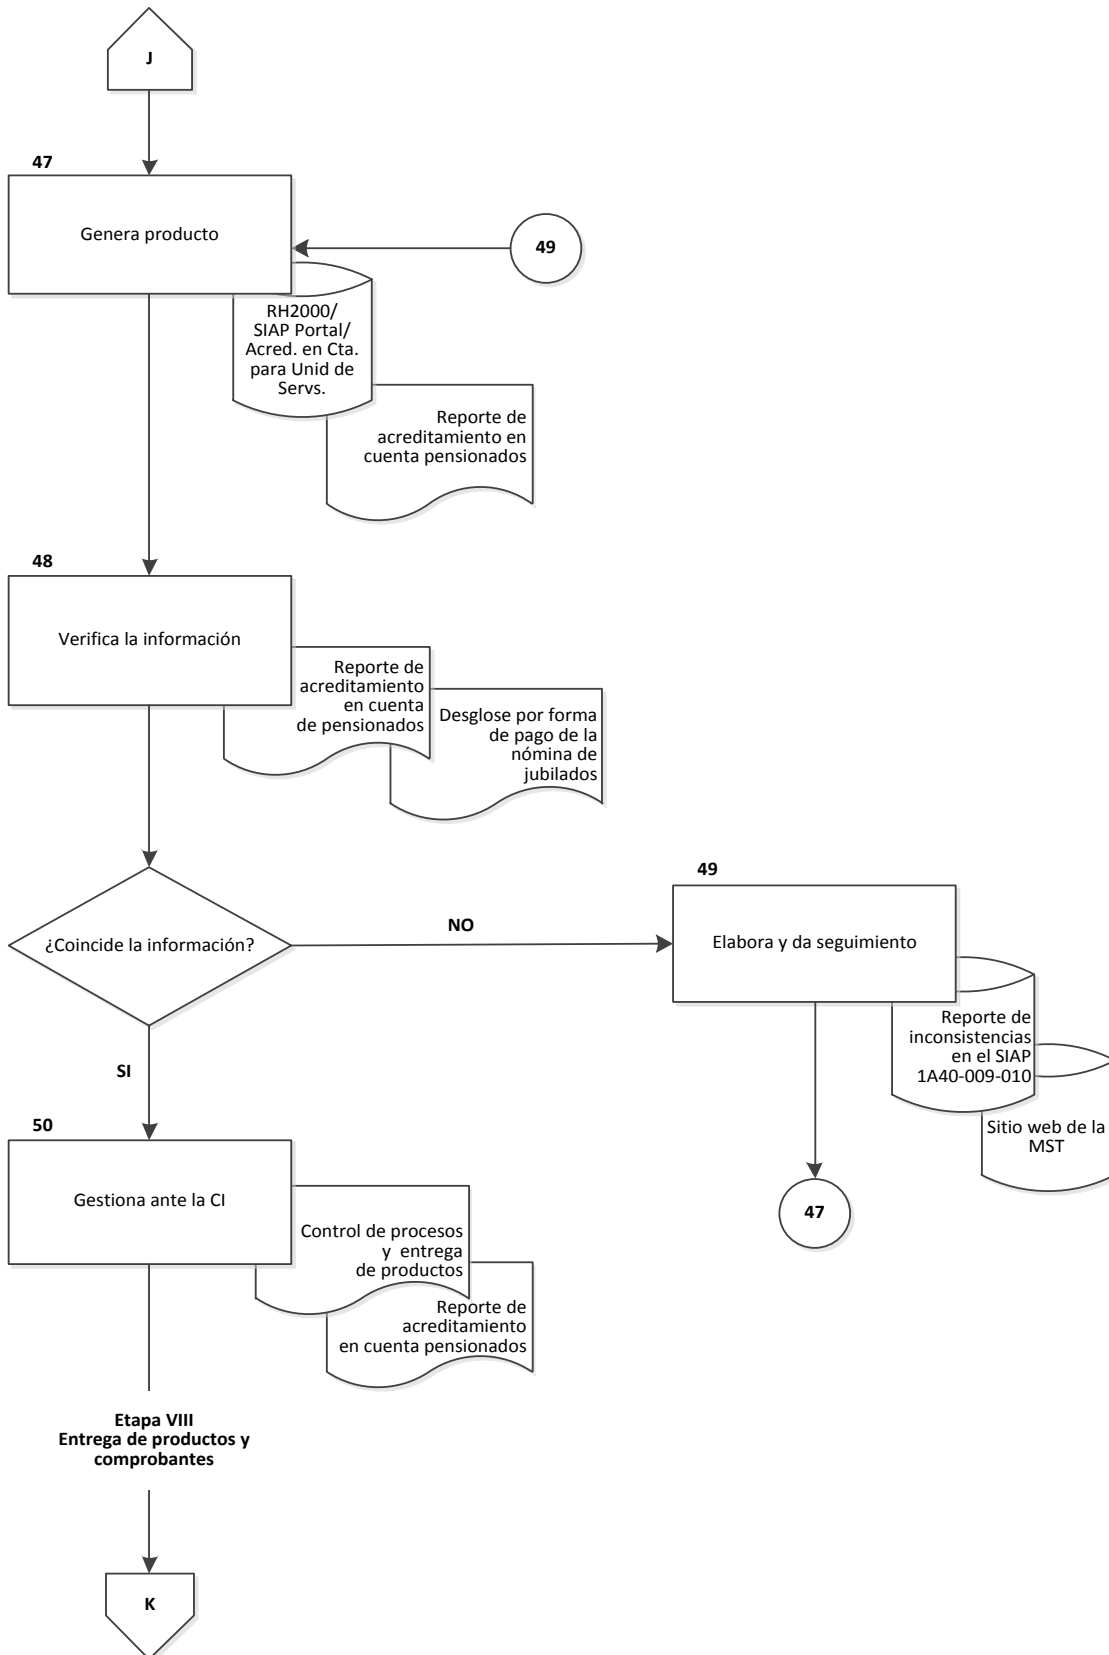 J
47
Genera producto
49
RH2000/
SIAP Portal/
Acred. en Cta.
para Unid de
Servs.
Reporte de
acreditamiento en
cuenta pensionados
48
Verifica la información
Reporte de
acreditamiento
en cuenta
de pensionados
Desglose por forma
de pago de la
nómina de
jubilados
¿Coincide la información?
NO
49
Elabora y da seguimiento
Reporte de
inconsistencias
en el SIAP
1A40-009-010
Sitio web de la
MST
47
SI
50
Gestiona ante la CI
Control de procesos
y  entrega
de productos
Reporte de
acreditamiento
en cuenta pensionados
Etapa VIII
Entrega de productos y
comprobantes
K